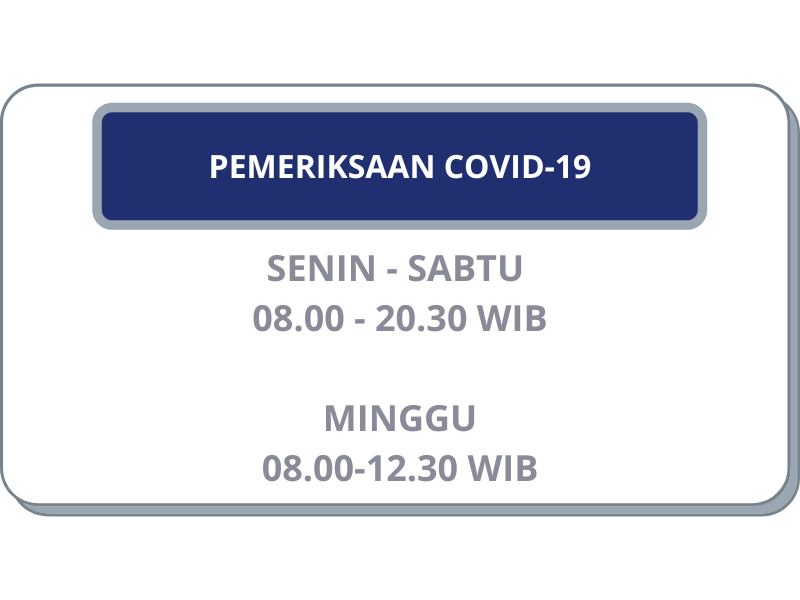 PEMERIKSAAN COVID-19
SENIN - SABTU
08.00 - 20.30 WIB
MINGGU
08.00-12.30 WIB